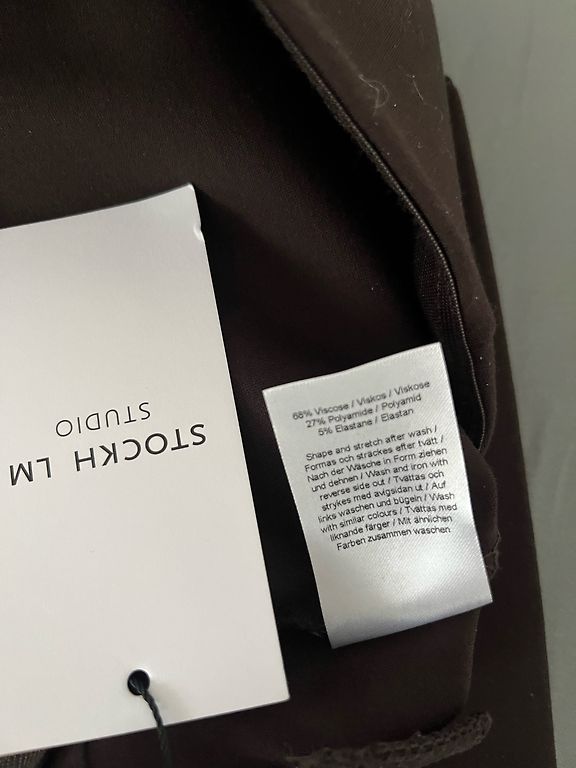 STOCKH LM
STUDIO
68% Viscose / Viskos / Viskose
27% Polyamide / Polyamid
5% Elastane / Elastan
Shape and stretch after wash /
Formas och sträckes efter tvätt /
Nach der Wäsche in Form ziehen
und dehnen / Wash and iron with
reverse side out / Tvättas och
strykes med avigsidan ut / Auf
links waschen und bügeln / Wash
with similar colours / Tvättas med
liknande färger / Mit ähnlichen
Farben zusammen waschen